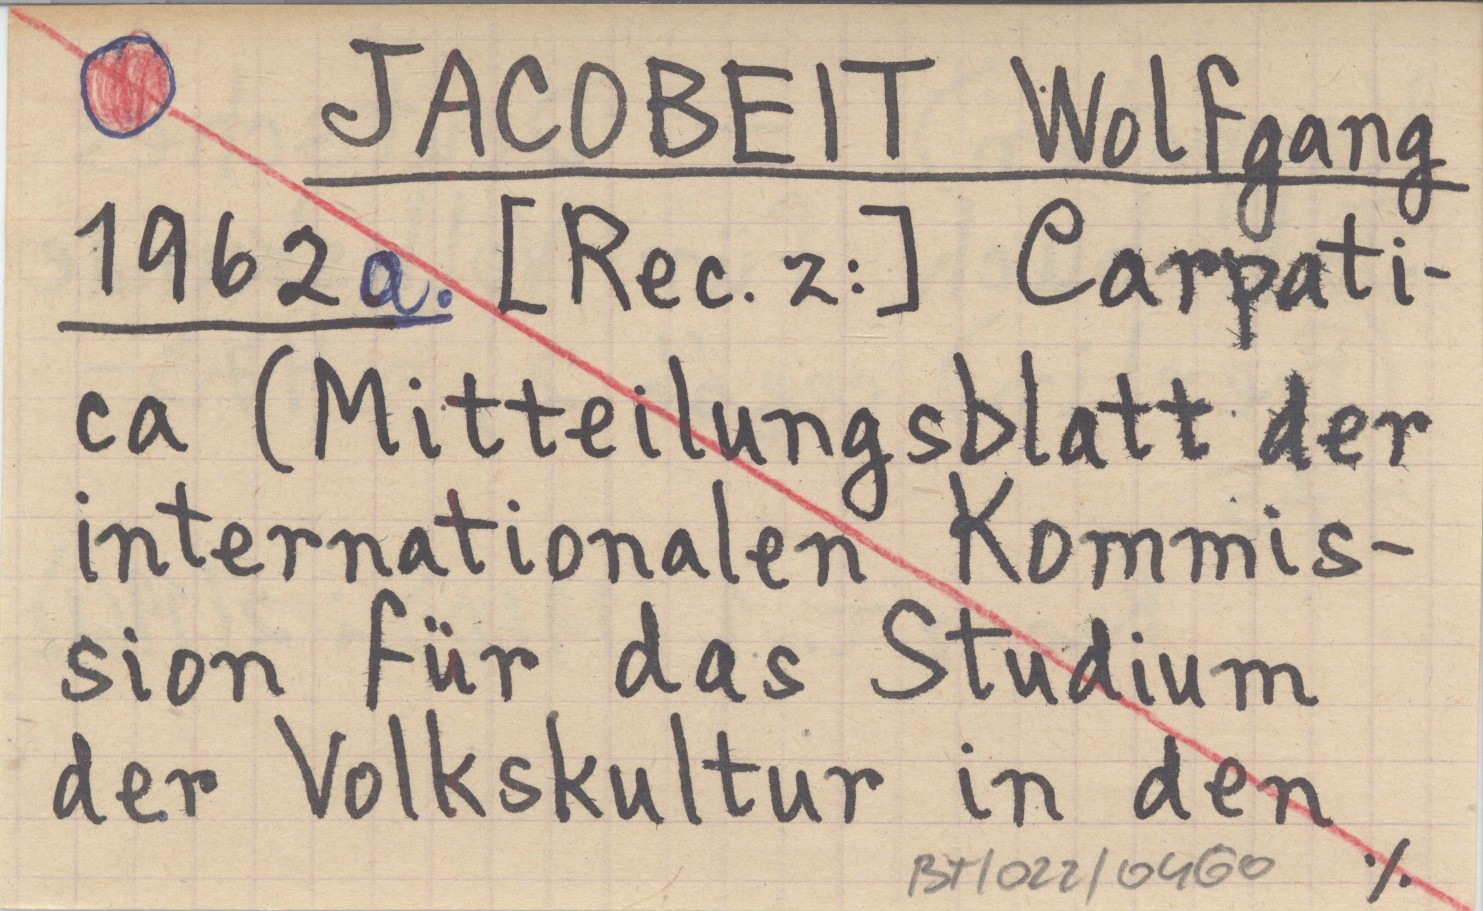 JACOBEIT Wolfgang
1962a. [Rec. z:] Carpati-
ca (Mitteilungsblatt der
internationalen Kommis-
sion für das Studium
der Volkskultur in den
BT/022/0460 ./.